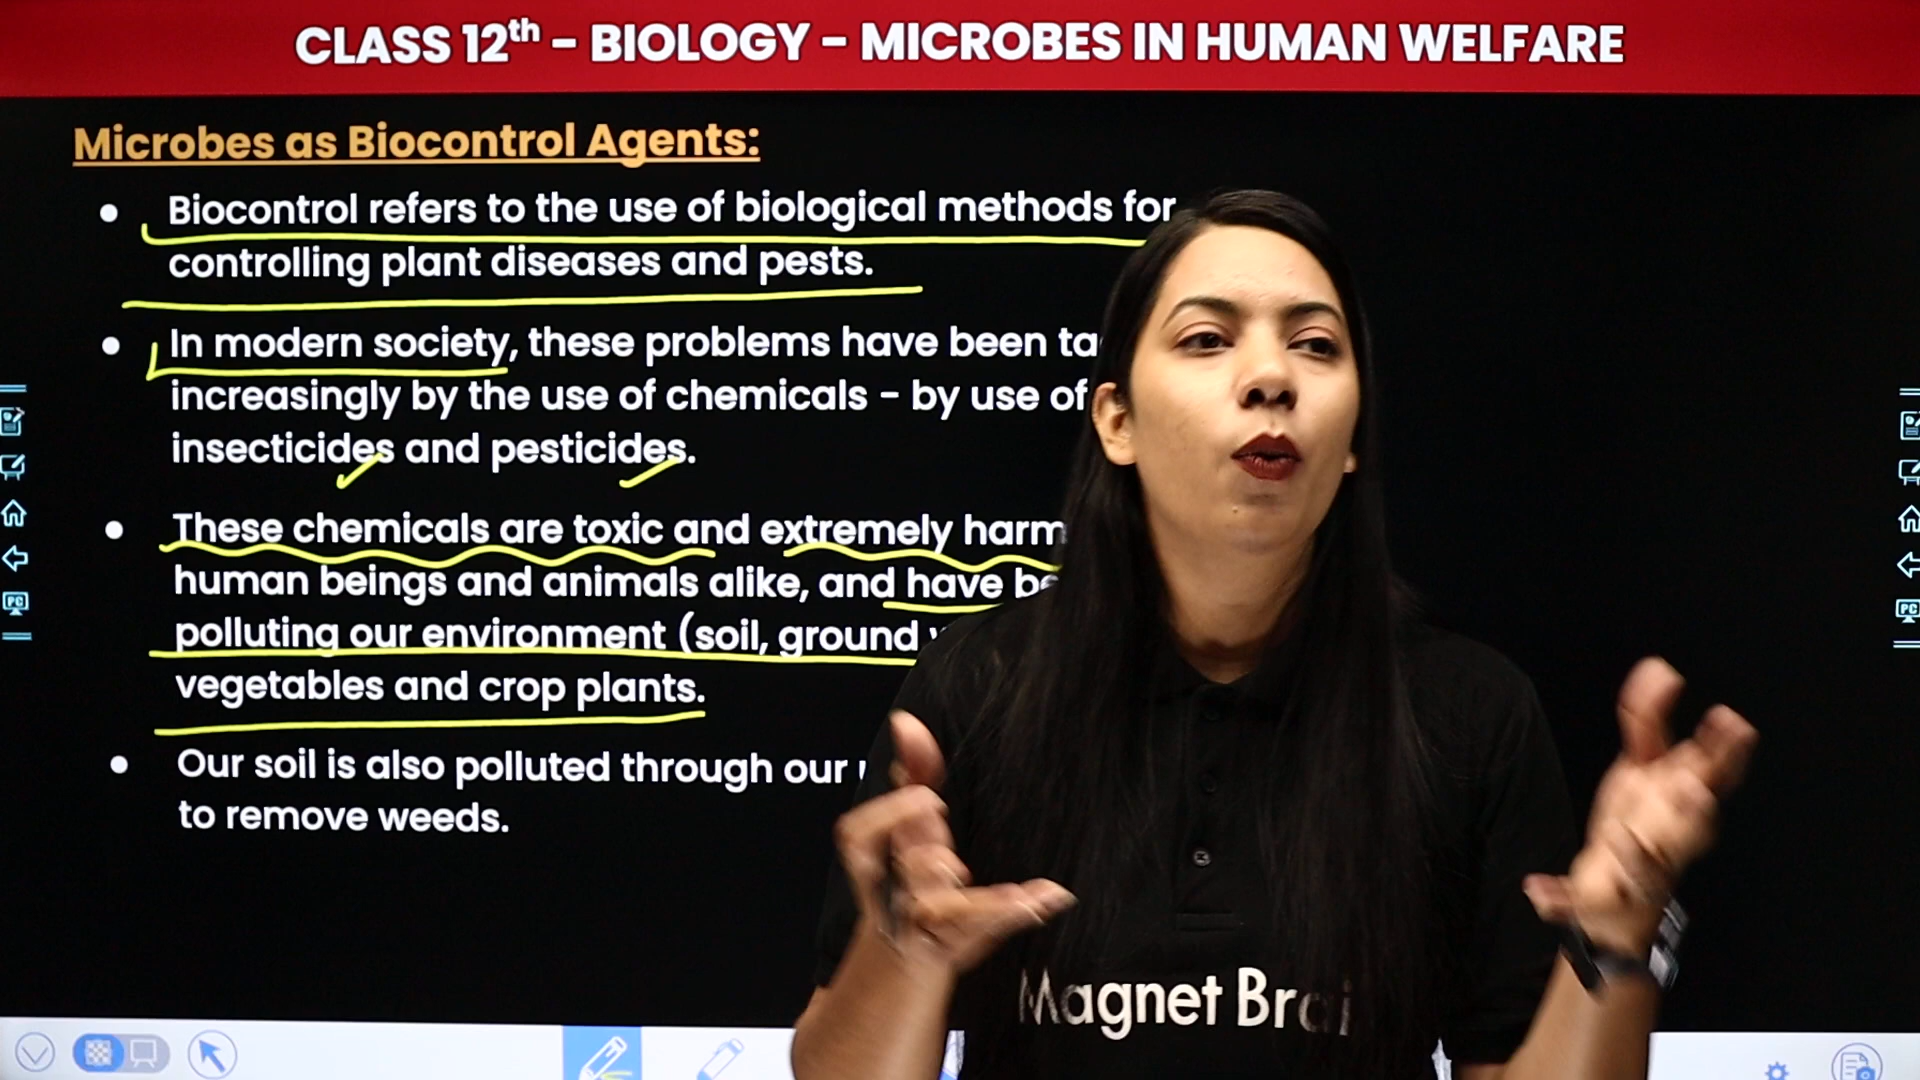 CLASS 12th – BIOLOGY – MICROBES IN HUMAN WELFARE
Microbes as Biocontrol Agents:
• Biocontrol refers to the use of biological methods for
controlling plant diseases and pests.
• In modern society, these problems have been
increasingly by the use of chemicals – by use of
insecticides and pesticides.
• These chemicals are toxic and extremely
human beings and animals alike, and have
polluting our environment (soil, ground
vegetables and crop plants.
• Our soil is also polluted through our
to remove weeds.
Magnet
PC
PC